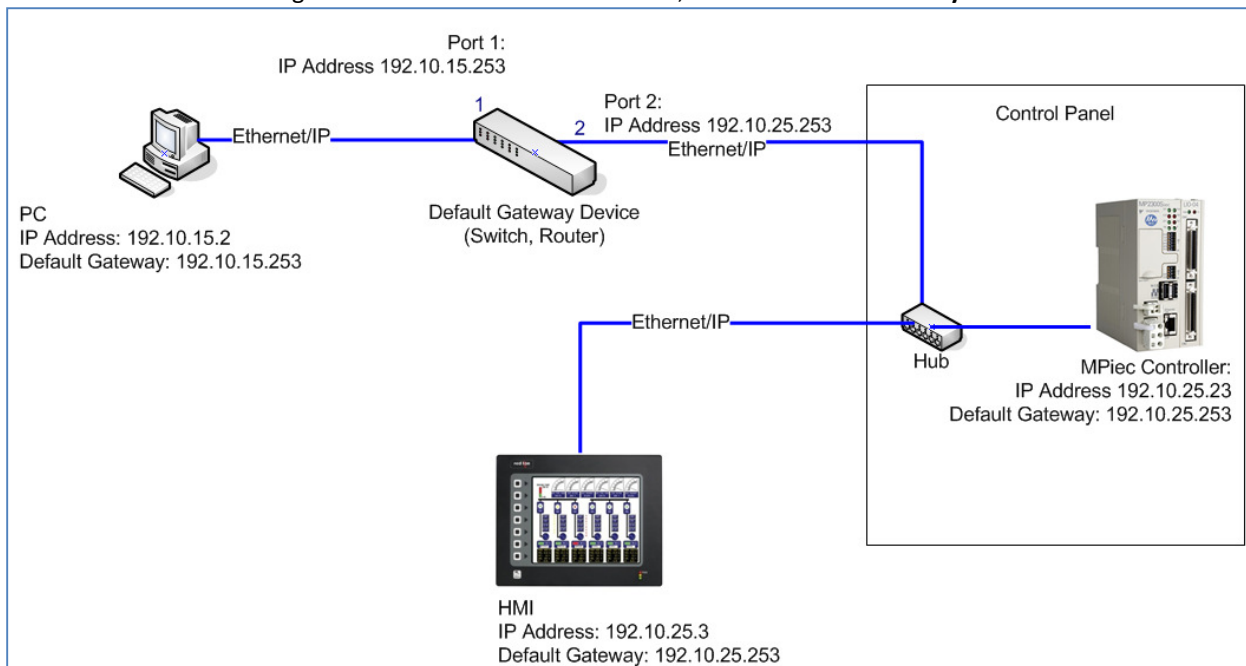 Port 1:
IP Address 192.10.15.253
1
Port 2:
2
IP Address 192.10.25.253
Ethernet/IP
Ethernet/IP
Control Panel
PC
IP Address: 192.10.15.2
Default Gateway: 192.10.15.253
Default Gateway Device
(Switch, Router)
Ethernet/IP
Hub
MPiec Controller:
IP Address 192.10.25.23
Default Gateway: 192.10.25.253
HMI
IP Address: 192.10.25.3
Default Gateway: 192.10.25.253